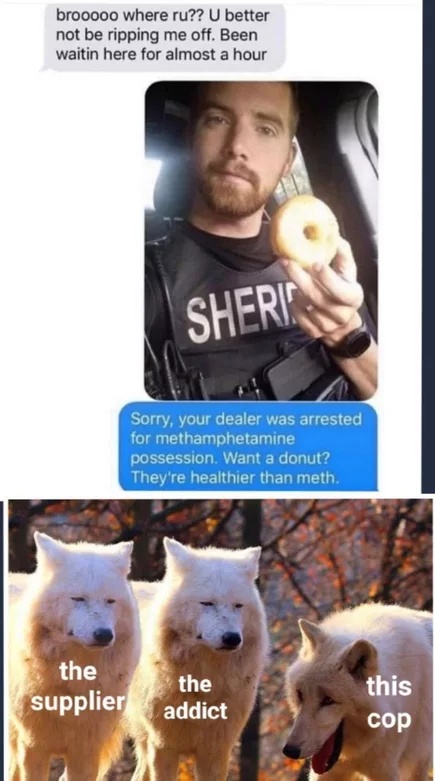 brooooo where ru?? U better
not be ripping me off. Been
waitin here for almost a hour
SHERI
Sorry, your dealer was arrested
for methamphetamine
possession. Want a donut?
They're healthier than meth.
the
supplier
the
addict
this
cop